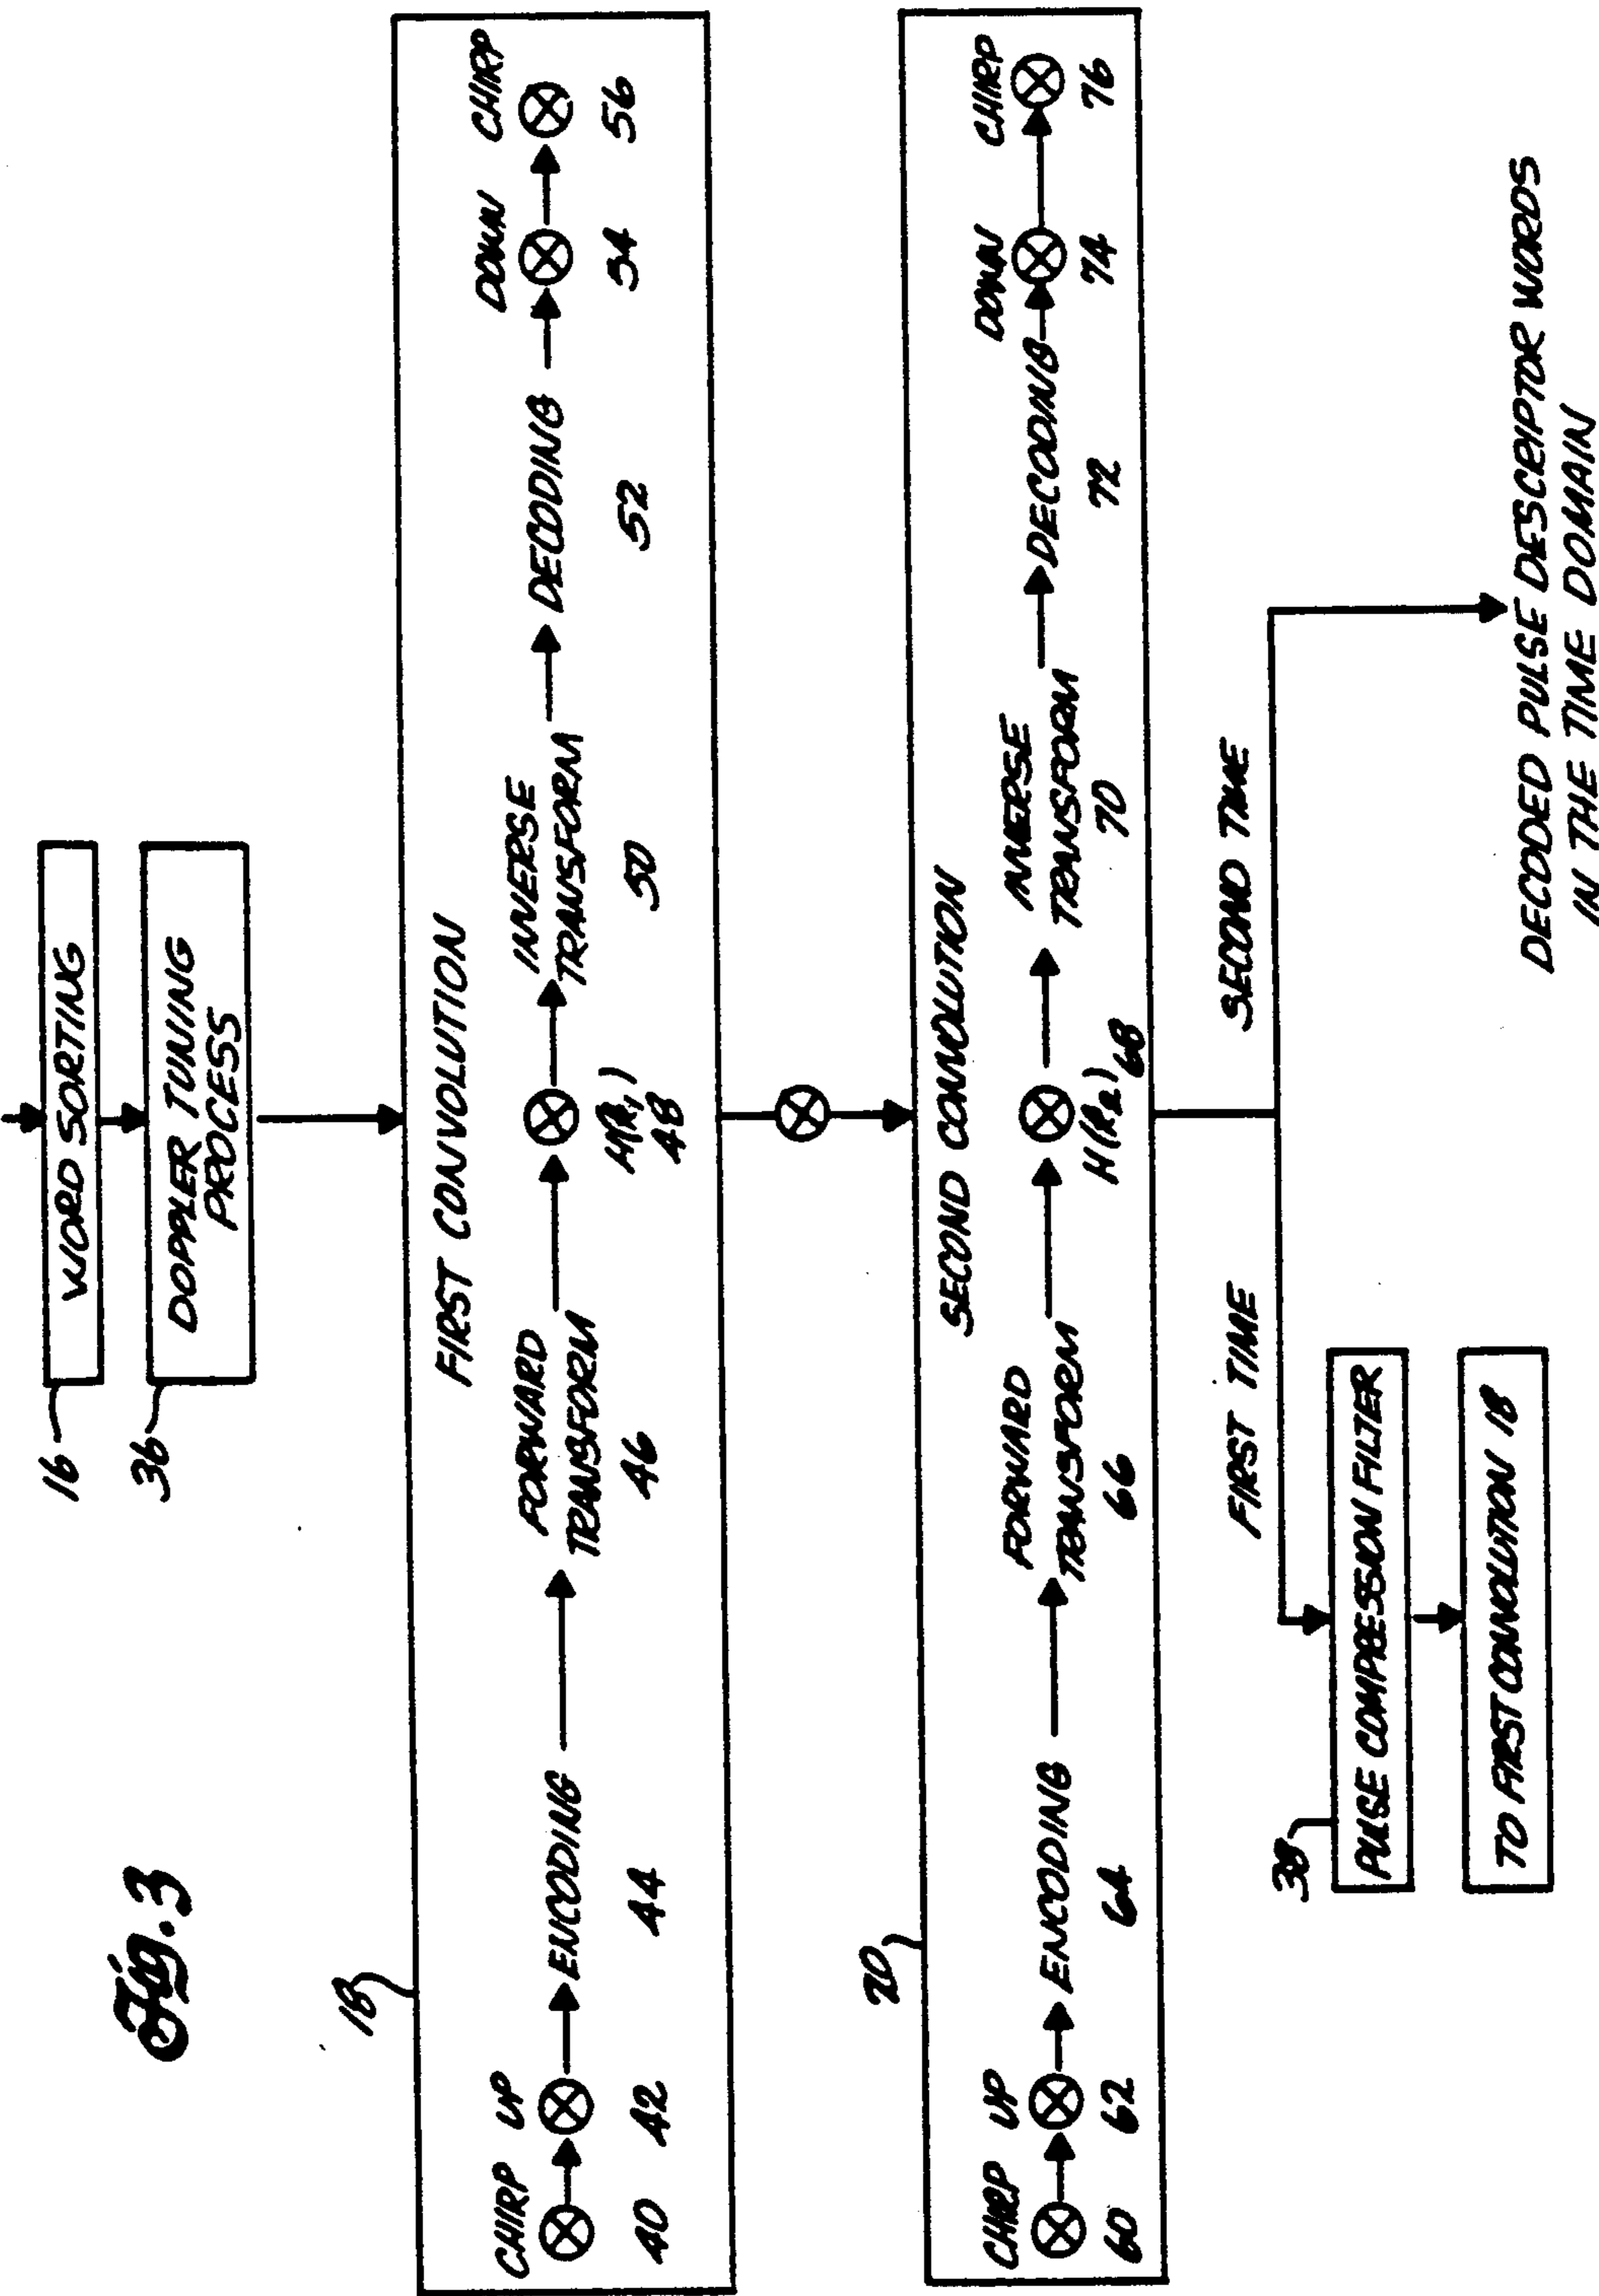 Fig. 3
16
WORD SORTING
36
DOPPLER TUNING
PROCESS
18
FIRST CONVOLUTION
CHIRP UP
ENCODING
FORWARD
TRANSFORM
INVERSE
TRANSFORM
DECODING
DOWN CHIRP
40 42 44 46 H(k1) 48 50 52 54 56
20
SECOND CONVOLUTION
CHIRP UP
ENCODING
FORWARD
TRANSFORM
INVERSE
TRANSFORM
DECODING
DOWN CHIRP
60 62 64 66 H(k2) 68 70 72 74 76
FIRST TIME
SECOND TIME
38
PULSE COMPRESSION FILTER
TO FIRST CONVOLUTION 18
DECODED PULSE DESCRIPTOR WORDS
IN THE TIME DOMAIN